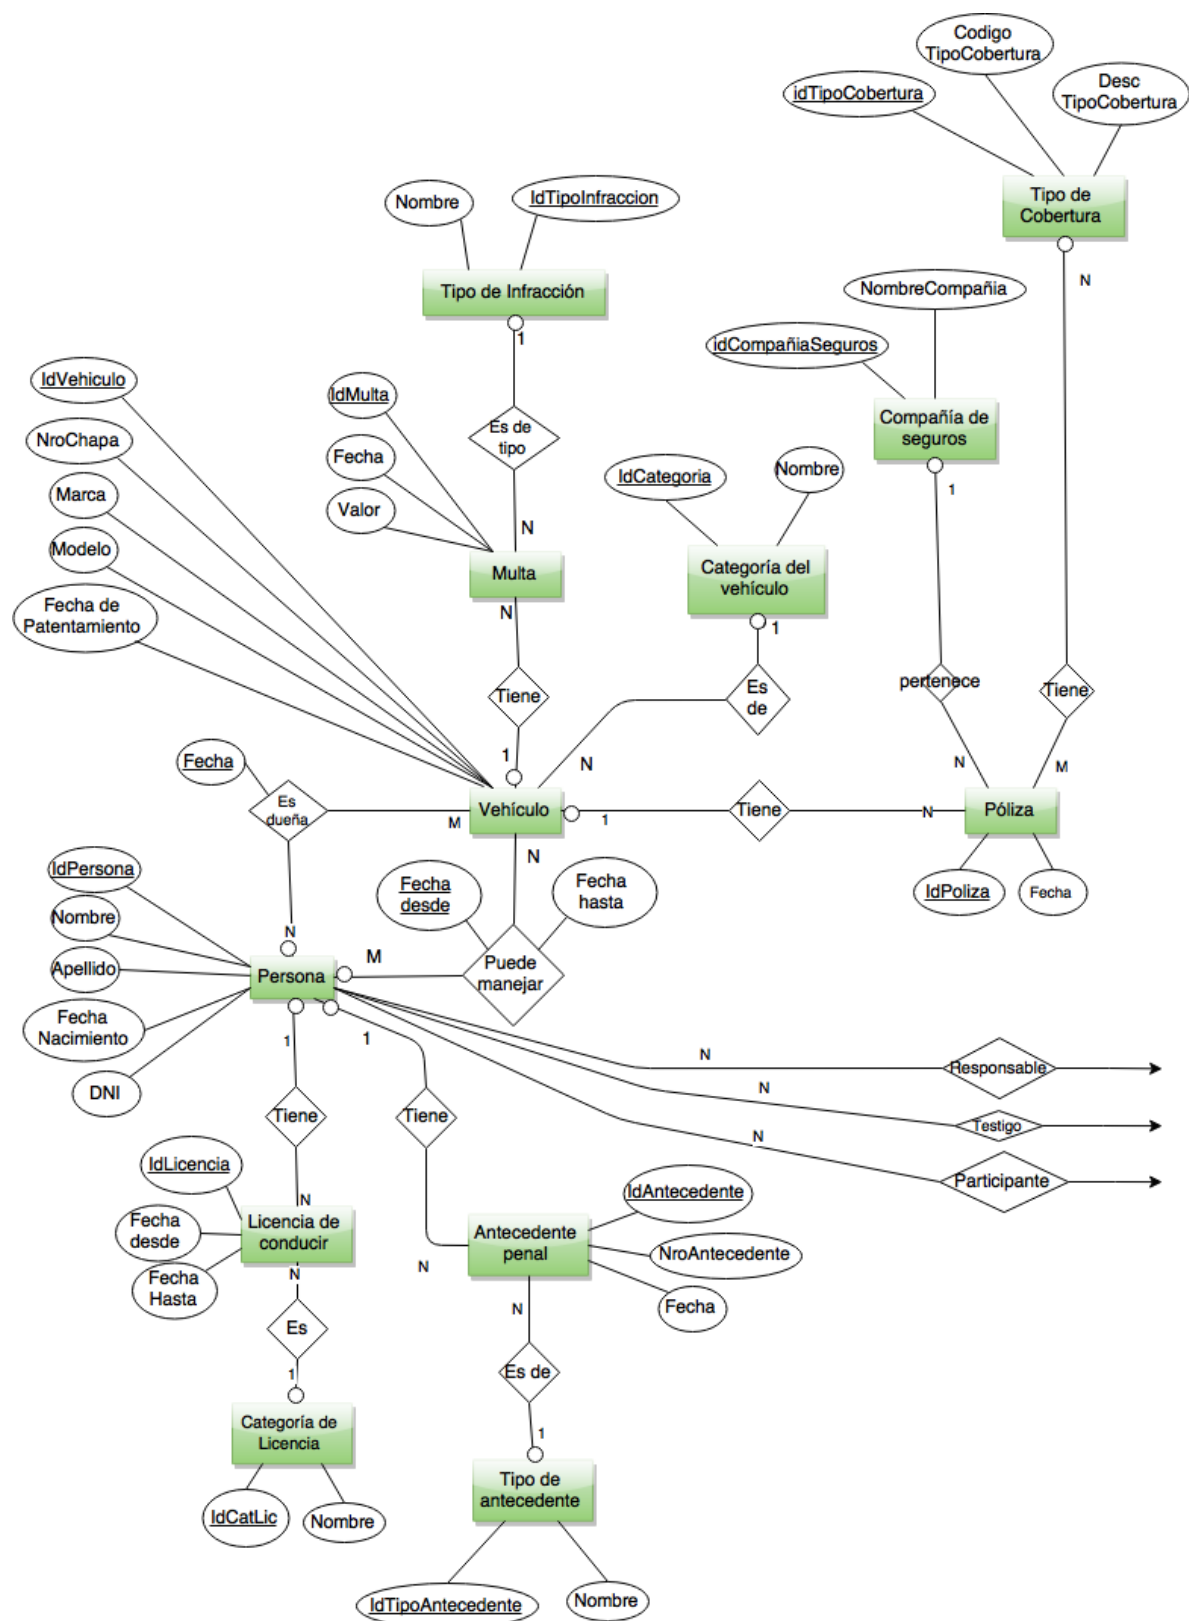 Codigo
TipoCobertura
idTipoCobertura
Desc
TipoCobertura
Tipo de
Cobertura
N
Nombre
IdTipoInfraccion
Tipo de Infracción
1
NombreCompañia
idCompañiaSeguros
Compañía de
seguros
1
IdVehiculo
NroChapa
Marca
Modelo
Fecha de
Patentamiento
IdMulta
Fecha
Valor
Es de
tipo
N
Multa
N
IdCategoria
Nombre
Categoría del
vehículo
1
Tiene
1
Es
de
N
pertenece
N
Tiene
M
Fecha
Es
dueña
M
Vehículo
1
Tiene
N
Póliza
IdPoliza
Fecha
N
N
IdPersona
Nombre
Apellido
Fecha
Nacimiento
DNI
Persona
Fecha
desde
Fecha
hasta
M
Puede
manejar
1
1
N
Responsable
N
Testigo
N
Participante
Tiene
Tiene
IdLicencia
Fecha
desde
Fecha
Hasta
N
Licencia de
conducir
N
N
Antecedente
penal
IdAntecedente
NroAntecedente
Fecha
N
Es
1
Es de
1
Categoría de
Licencia
IdCatLic
Nombre
Tipo de
antecedente
IdTipoAntecedente
Nombre